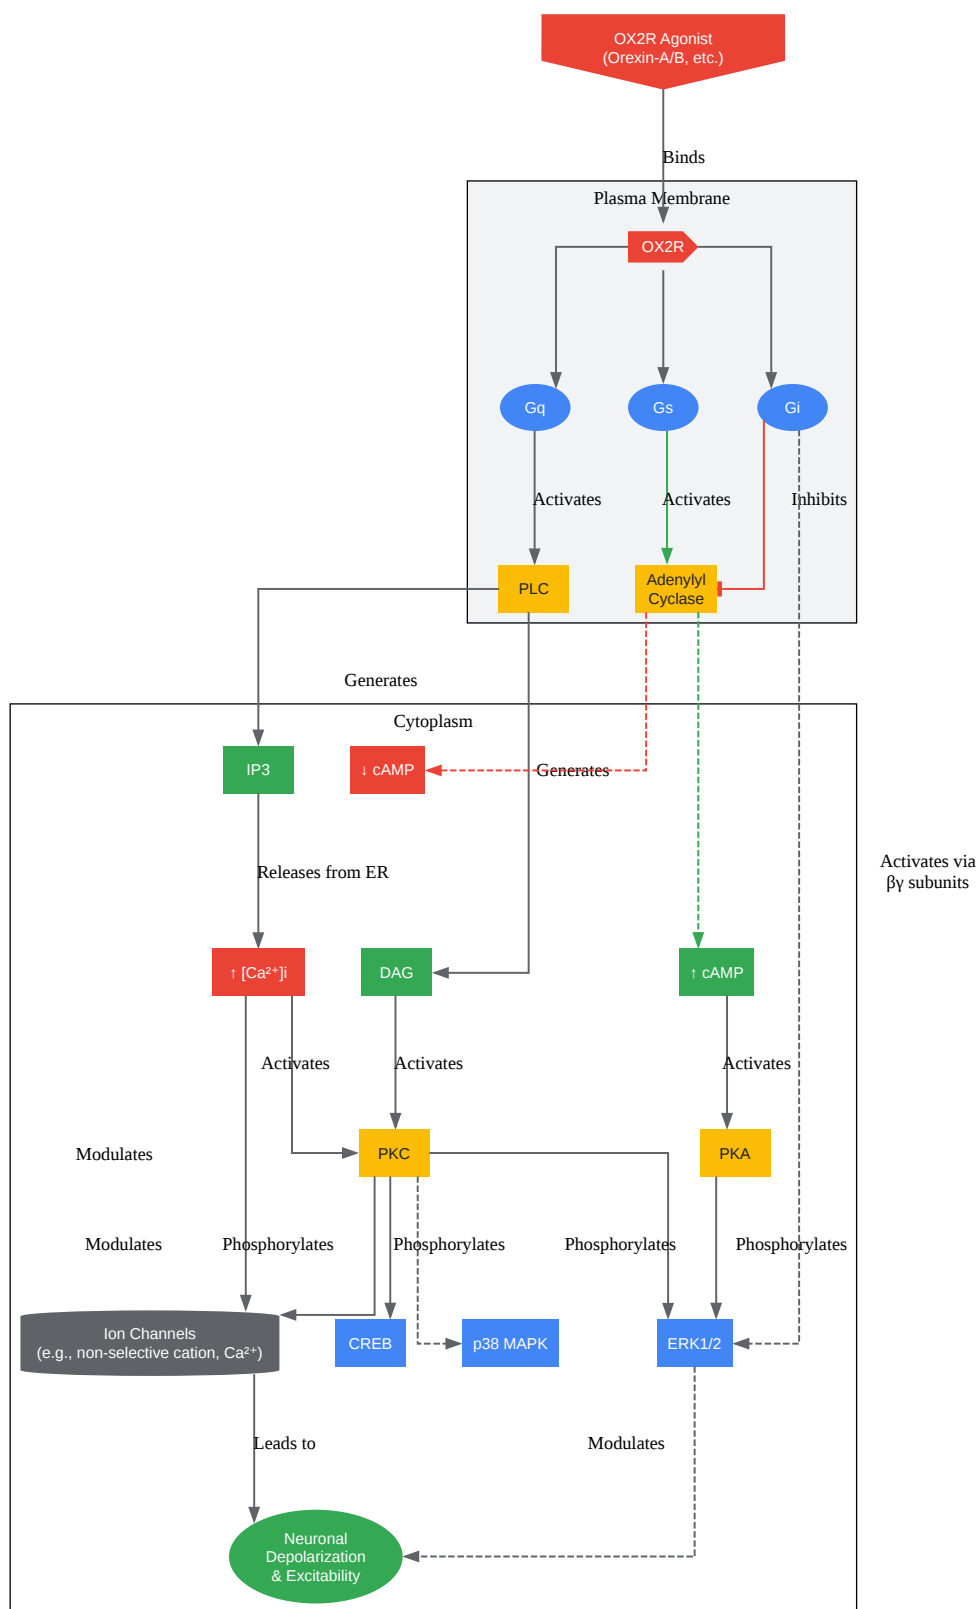 OX2R Agonist
(Orexin-A/B, etc.)
Binds
Plasma Membrane
OX2R
Gq
Gs
Gi
Activates
Activates
Inhibits
PLC
Adenylyl
Cyclase
Generates
Cytoplasm
IP3
↓ cAMP
Generates
Releases from ER
Activates via
βγ subunits
↑ [Ca²⁺]i
DAG
↑ cAMP
Activates
Activates
Activates
Modulates
PKC
PKA
Modulates
Phosphorylates
Phosphorylates
Phosphorylates
Phosphorylates
Ion Channels
(e.g., non-selective cation, Ca²⁺)
CREB
p38 MAPK
ERK1/2
Leads to
Modulates
Neuronal
Depolarization
& Excitability